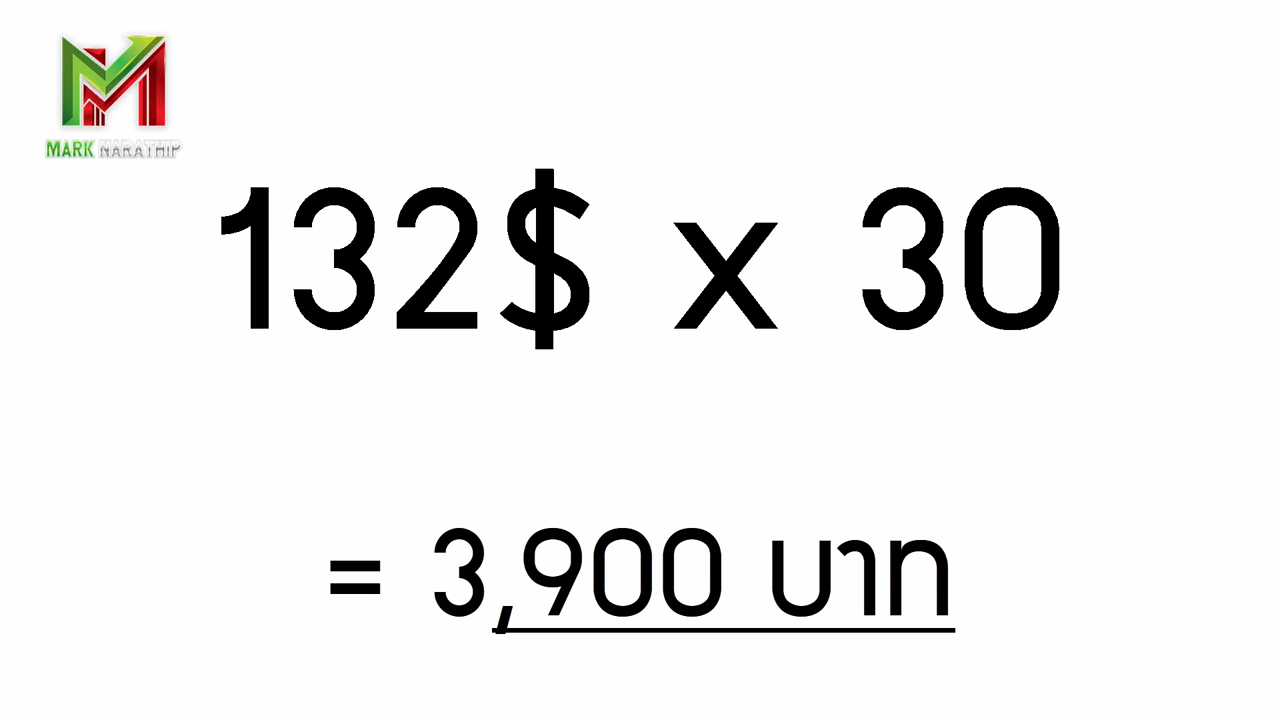 MARK NARATHIP
132$ x 30
= 3,900 บาท